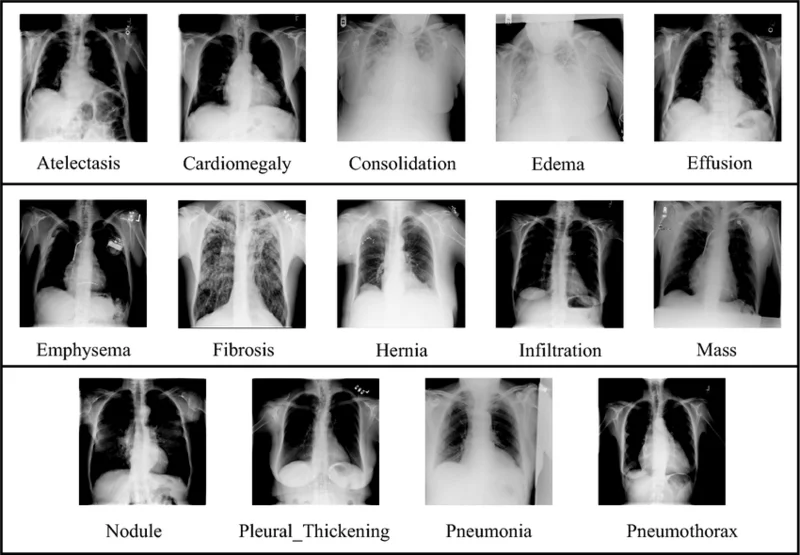 Atelectasis
Cardiomegaly
Consolidation
Edema
Effusion
Emphysema
Fibrosis
Hernia
Infiltration
Mass
Nodule
Pleural_Thickening
Pneumonia
Pneumothorax